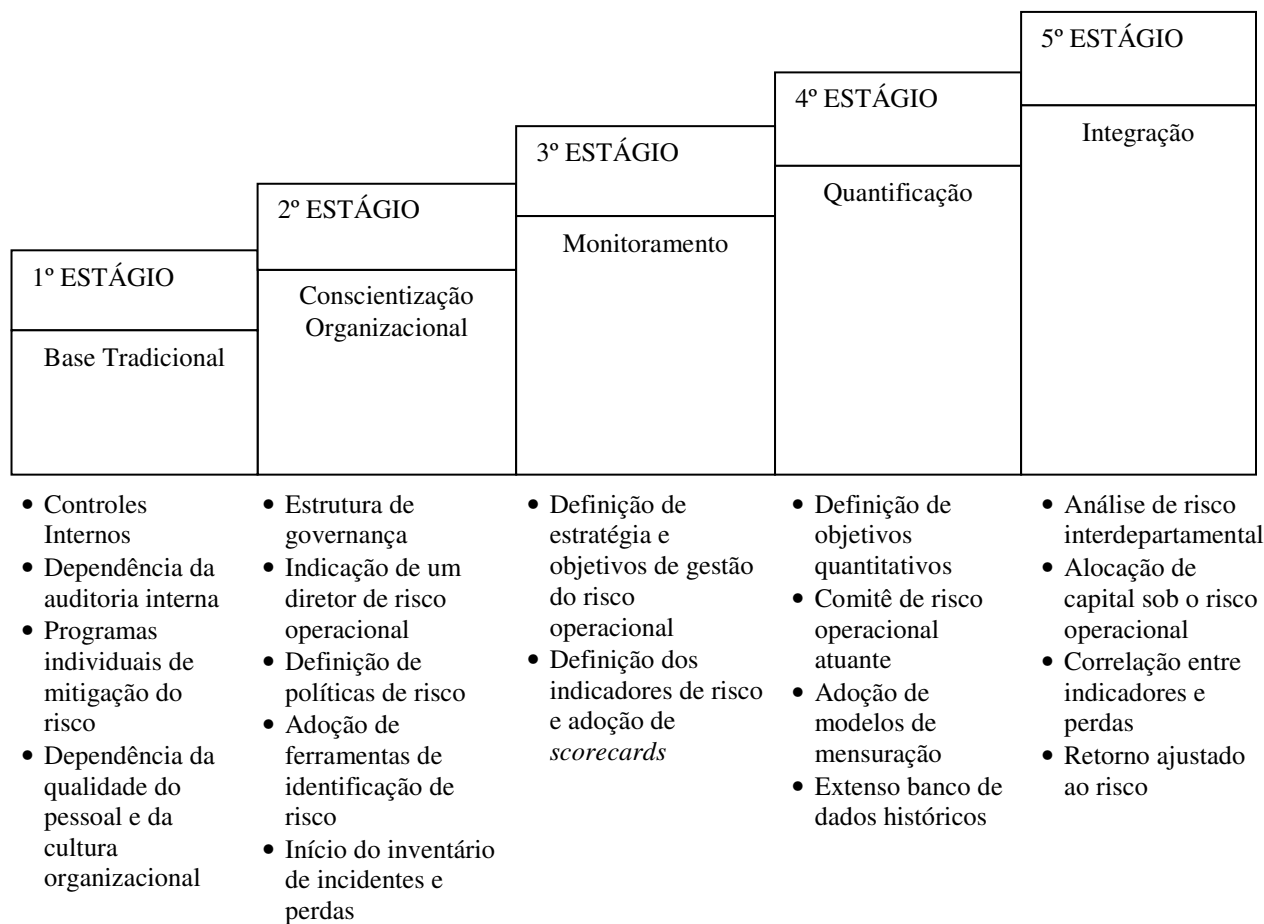 1º ESTÁGIO
Base Tradicional
• Controles
Internos
• Dependência da
auditoria interna
• Programas
individuais de
mitigação do
risco
• Dependência da
qualidade do
pessoal e da
cultura
organizacional
2º ESTÁGIO
Conscientização
Organizacional
• Estrutura de
governança
• Indicação de um
diretor de risco
operacional
• Definição de
políticas de risco
• Adoção de
ferramentas de
identificação de
risco
• Início do inventário
de incidentes e
perdas
3º ESTÁGIO
Monitoramento
• Definição de
estratégia e
objetivos de gestão
do risco
operacional
• Definição dos
indicadores de risco
e adoção de
scorecards
4º ESTÁGIO
Quantificação
• Definição de
objetivos
quantitativos
• Comitê de risco
operacional
atuante
• Adoção de
modelos de
mensuração
• Extenso banco de
dados históricos
5º ESTÁGIO
Integração
• Análise de risco
interdepartamental
• Alocação de
capital sob o risco
operacional
• Correlação entre
indicadores e
perdas
• Retorno ajustado
ao risco